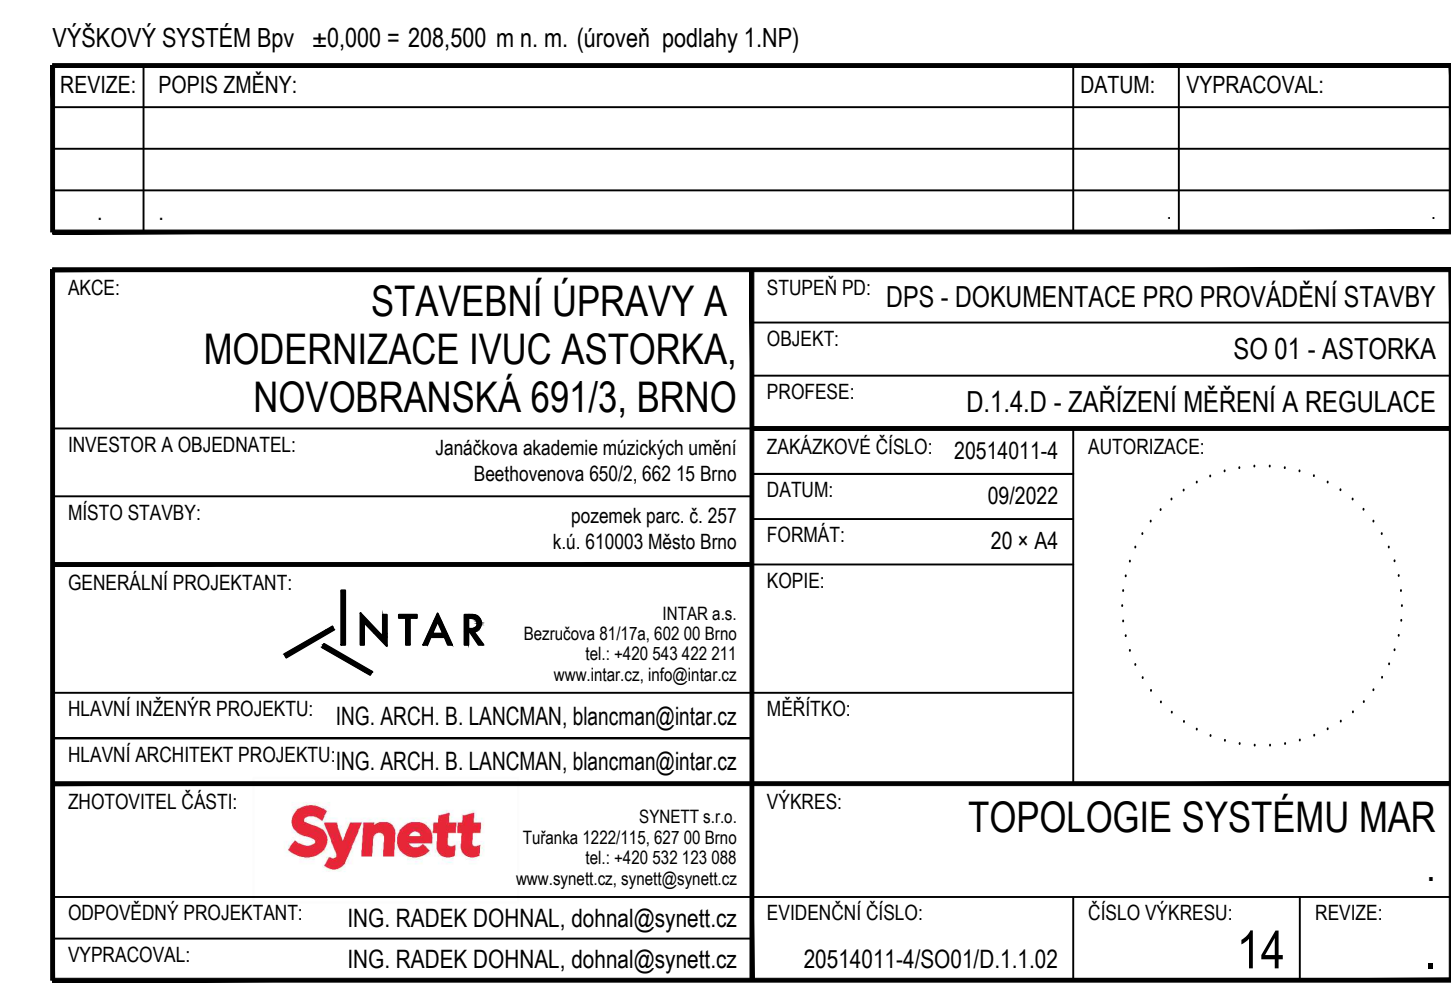 VÝŠKOVÝ SYSTÉM Bpv ±0,000 = 208,500 m n. m. (úroveň podlahy 1.NP)
REVIZE: POPIS ZMĚNY: DATUM: VYPRACOVAL:
. . . .
AKCE:
STAVEBNÍ ÚPRAVY A
MODERNIZACE IVUC ASTORKA,
NOVOBRANSKÁ 691/3, BRNO
STUPEŇ PD: DPS - DOKUMENTACE PRO PROVÁDĚNÍ STAVBY
OBJEKT: SO 01 - ASTORKA
PROFESE: D.1.4.D - ZAŘÍZENÍ MĚŘENÍ A REGULACE
INVESTOR A OBJEDNATEL: Janáčkova akademie múzických umění
Beethovenova 650/2, 662 15 Brno
MÍSTO STAVBY: pozemek parc. č. 257
k.ú. 610003 Město Brno
ZAKÁZKOVÉ ČÍSLO: 20514011-4
DATUM: 09/2022
FORMÁT: 20 × A4
AUTORIZACE:
GENERÁLNÍ PROJEKTANT:
INTAR
INTAR a.s.
Bezručova 81/17a, 602 00 Brno
tel.: +420 543 422 211
www.intar.cz, info@intar.cz
KOPIE:
HLAVNÍ INŽENÝR PROJEKTU: ING. ARCH. B. LANCMAN, blancman@intar.cz
HLAVNÍ ARCHITEKT PROJEKTU: ING. ARCH. B. LANCMAN, blancman@intar.cz
MĚŘÍTKO:
ZHOTOVITEL ČÁSTI:
Synett
SYNETT s.r.o.
Tuřanka 1222/115, 627 00 Brno
tel.: +420 532 123 088
www.synett.cz, synett@synett.cz
VÝKRES: TOPOLOGIE SYSTÉMU MAR
.
ODPOVĚDNÝ PROJEKTANT: ING. RADEK DOHNAL, dohnal@synett.cz
VYPRACOVAL: ING. RADEK DOHNAL, dohnal@synett.cz
EVIDENČNÍ ČÍSLO:
20514011-4/SO01/D.1.1.02
ČÍSLO VÝKRESU:
14
REVIZE:
.